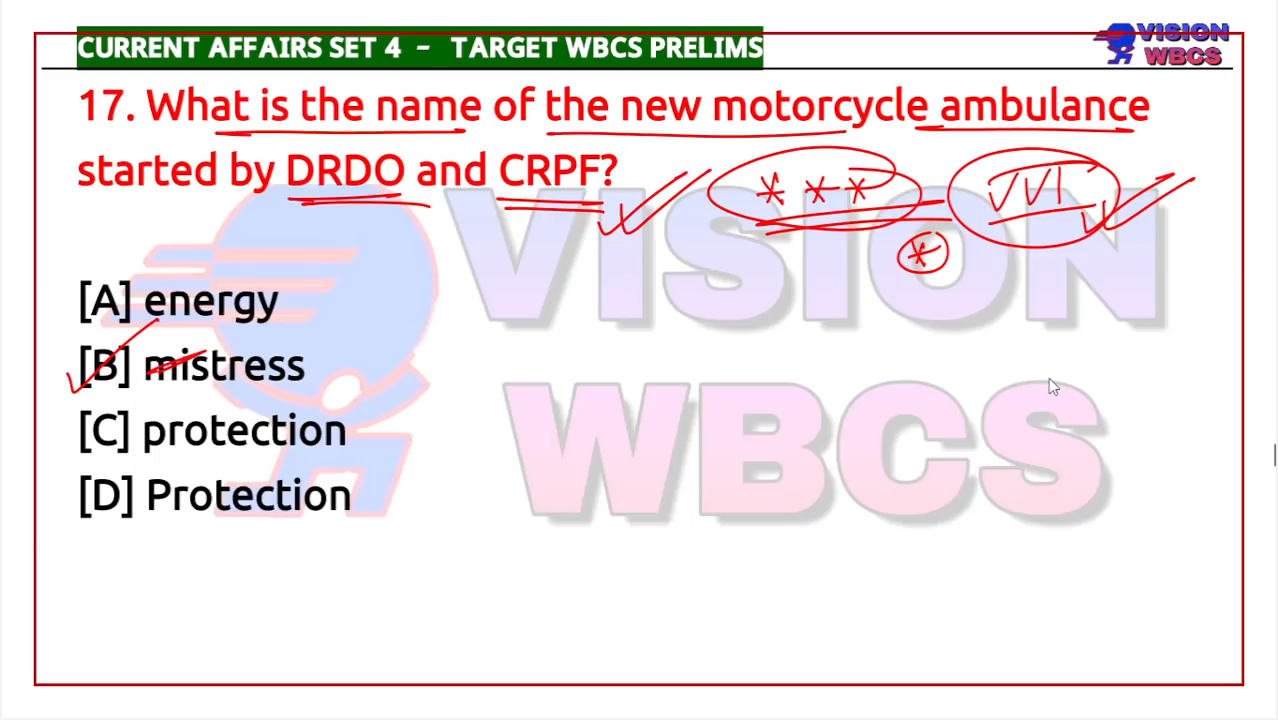 CURRENT AFFAIRS SET 4 - TARGET WBCS PRELIMS
VISION
WBCS
17. What is the name of the new motorcycle ambulance
started by DRDO and CRPF?
* * *
VVI
*
[A] energy
[B] mistress
[C] protection
[D] Protection
VISION
WBCS